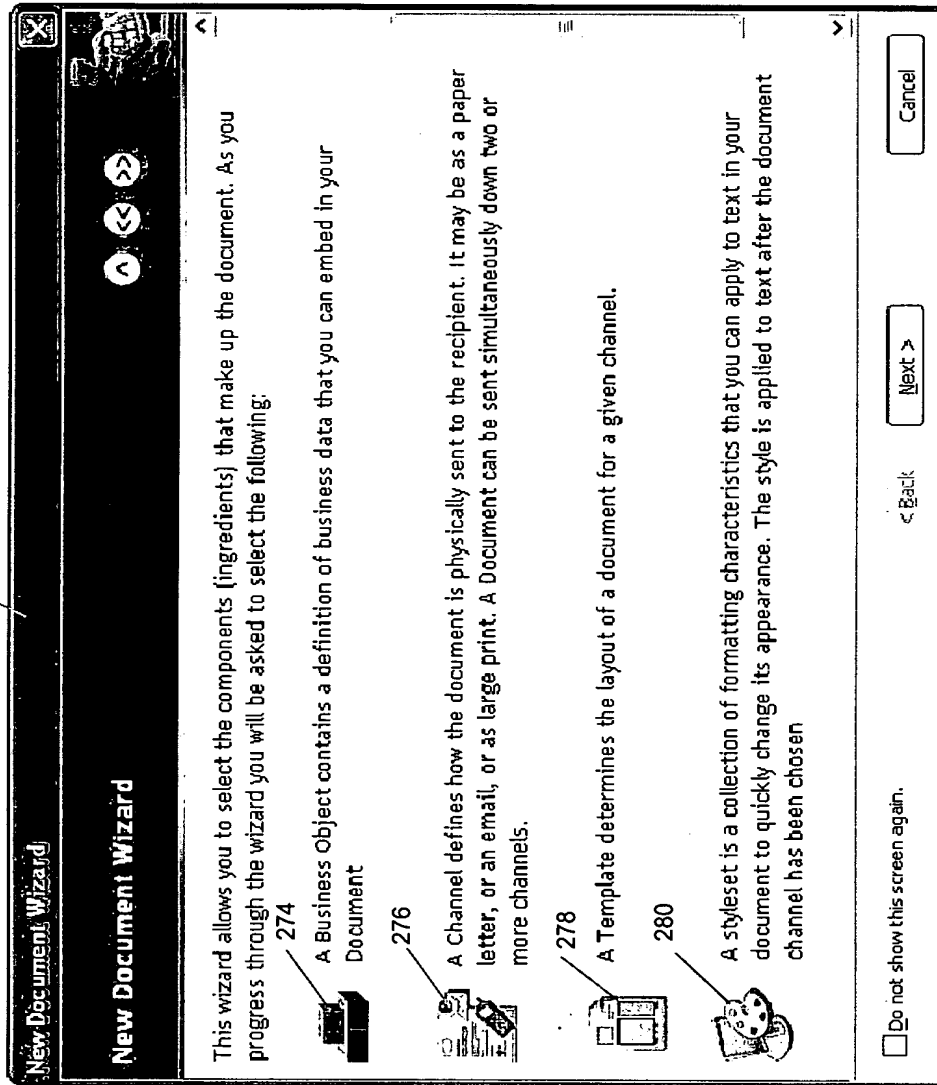 New Document Wizard
New Document Wizard
This wizard allows you to select the components (ingredients) that make up the document. As you
progress through the wizard you will be asked to select the following:
274
A Business Object contains a definition of business data that you can embed in your
Document
276
A Channel defines how the document is physically sent to the recipient. It may be as a paper
letter, or an email, or as large print. A Document can be sent simultaneously down two or
more channels.
278
A Template determines the layout of a document for a given channel.
280
A styleset is a collection of formatting characteristics that you can apply to text in your
document to quickly change its appearance. The style is applied to text after the document
channel has been chosen
Do not show this screen again.
< Back
Next >
Cancel